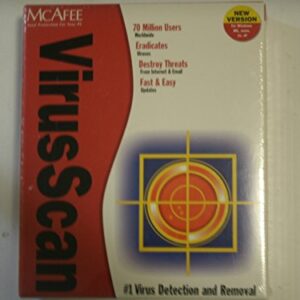 McAFEE
VirusScan
70 Million Users
Worldwide
Eradicates
Viruses
Destroy Threats
From Internet & Email
Fast & Easy
Updates
NEW
VERSION
#1 Virus Detection and Removal